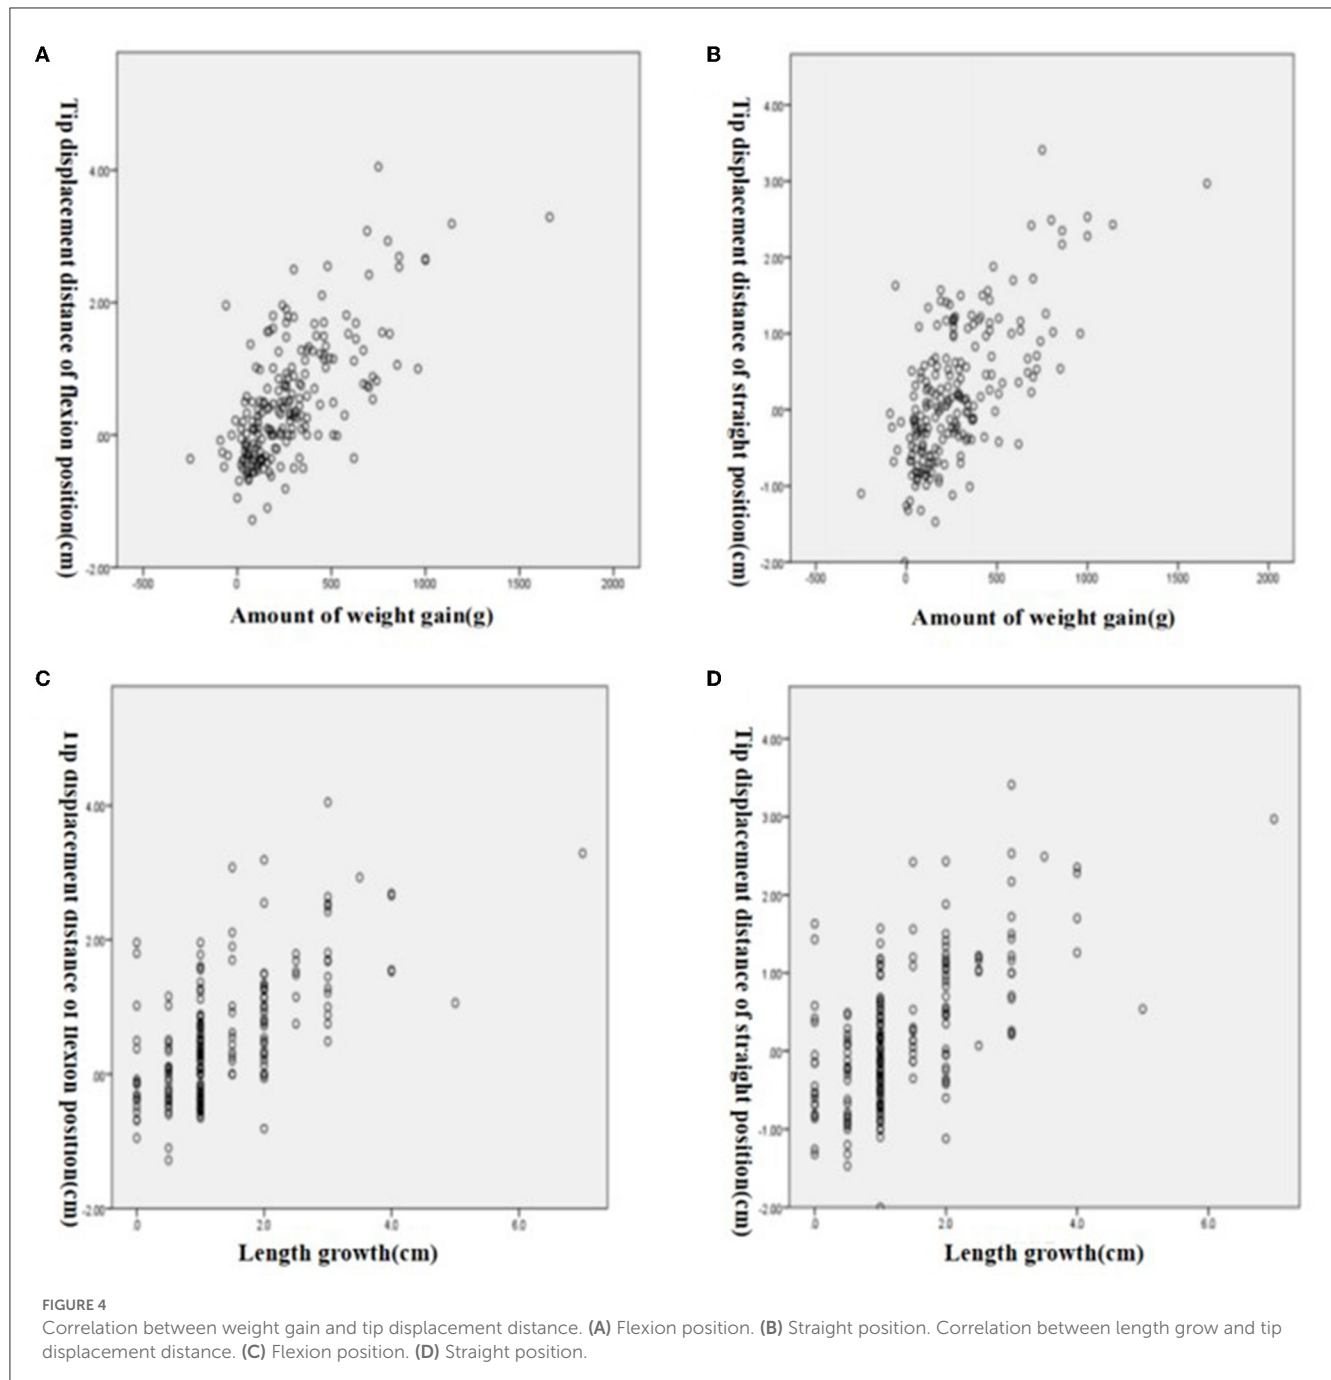 A
Tip displacement distance of flexion position(cm)
4.00
2.00
.00
-2.00
-500
0
500
1000
1500
2000
Amount of weight gain(g)
B
Tip displacement distance of straight position(cm)
4.00
3.00
2.00
1.00
.00
-1.00
-2.00
-500
0
500
1000
1500
2000
Amount of weight gain(g)
C
Tip displacement distance of flexion position(cm)
4.00
2.00
.00
-2.00
.0
2.0
4.0
6.0
Length growth(cm)
D
Tip displacement distance of straight position(cm)
4.00
3.00
2.00
1.00
.00
-1.00
-2.00
.0
2.0
4.0
6.0
Length growth(cm)
FIGURE 4
Correlation between weight gain and tip displacement distance. (A) Flexion position. (B) Straight position. Correlation between length grow and tip
displacement distance. (C) Flexion position. (D) Straight position.